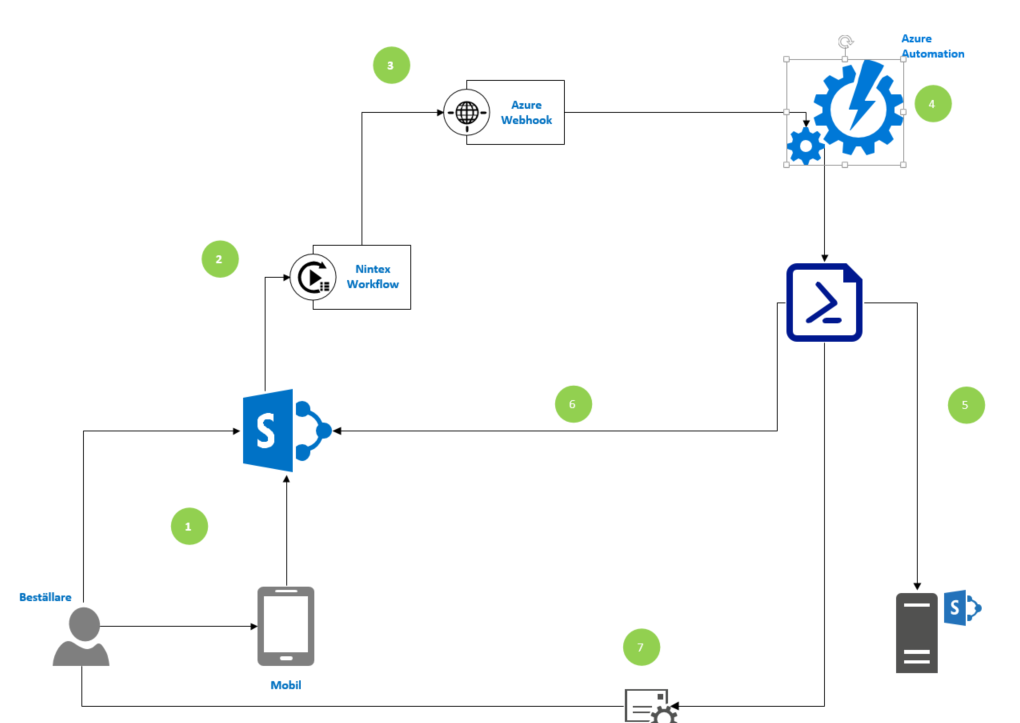 Azure
Automation
3
4
Azure
Webhook
2
Nintex
Workflow
S
6
5
1
Beställare
S
7
Mobil